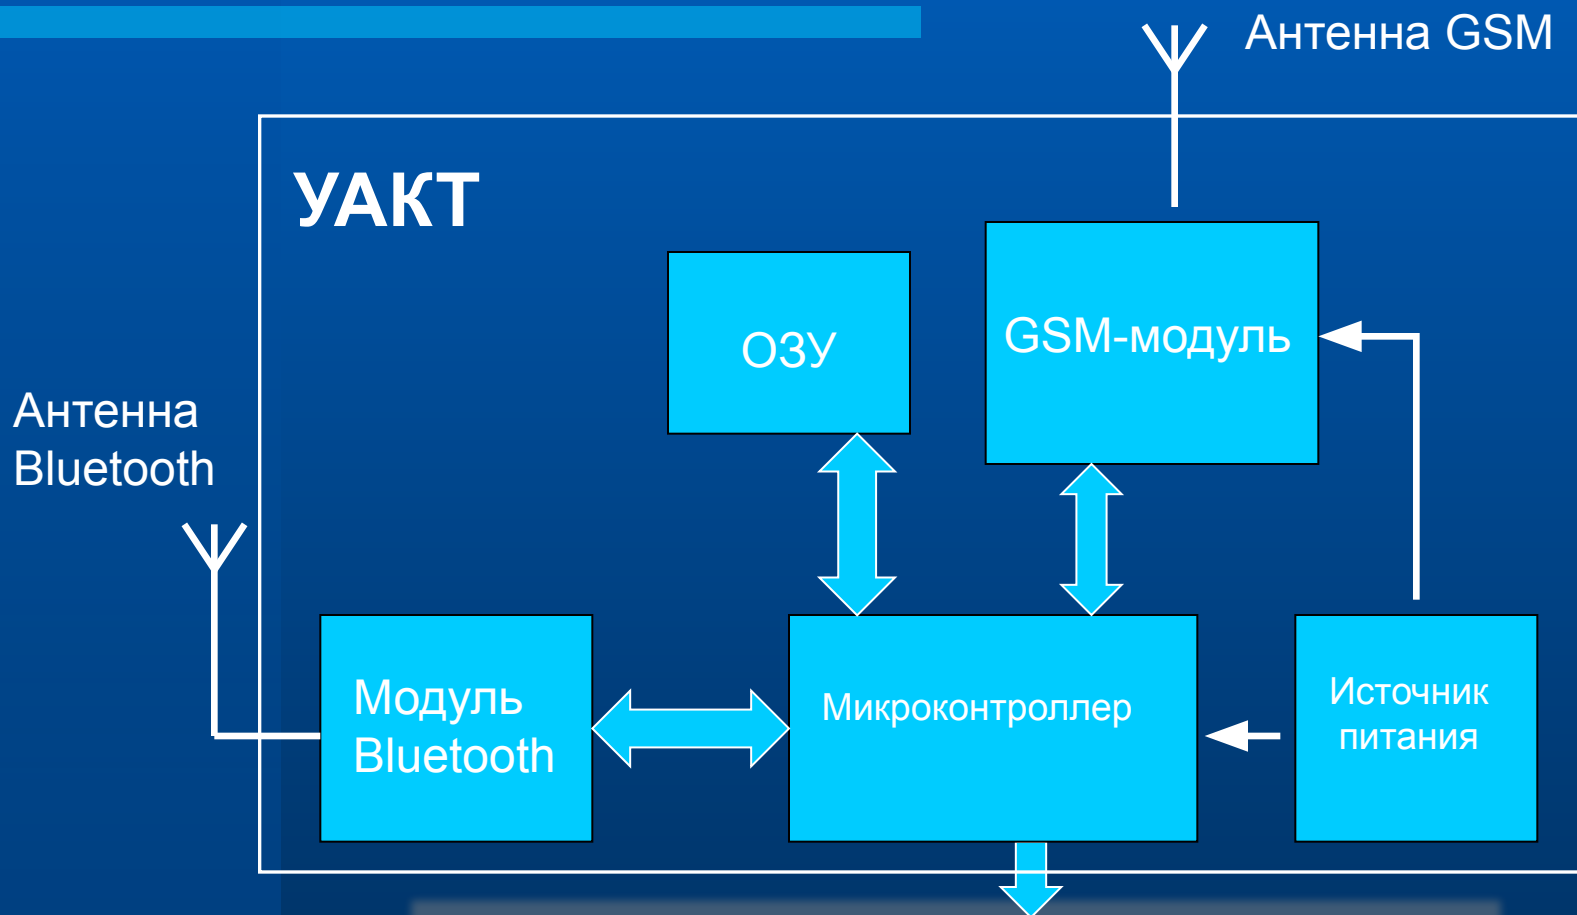 Антенна GSM
УАКТ
ОЗУ
GSM-модуль
Антенна
Bluetooth
Модуль
Bluetooth
Микроконтроллер
Источник
питания